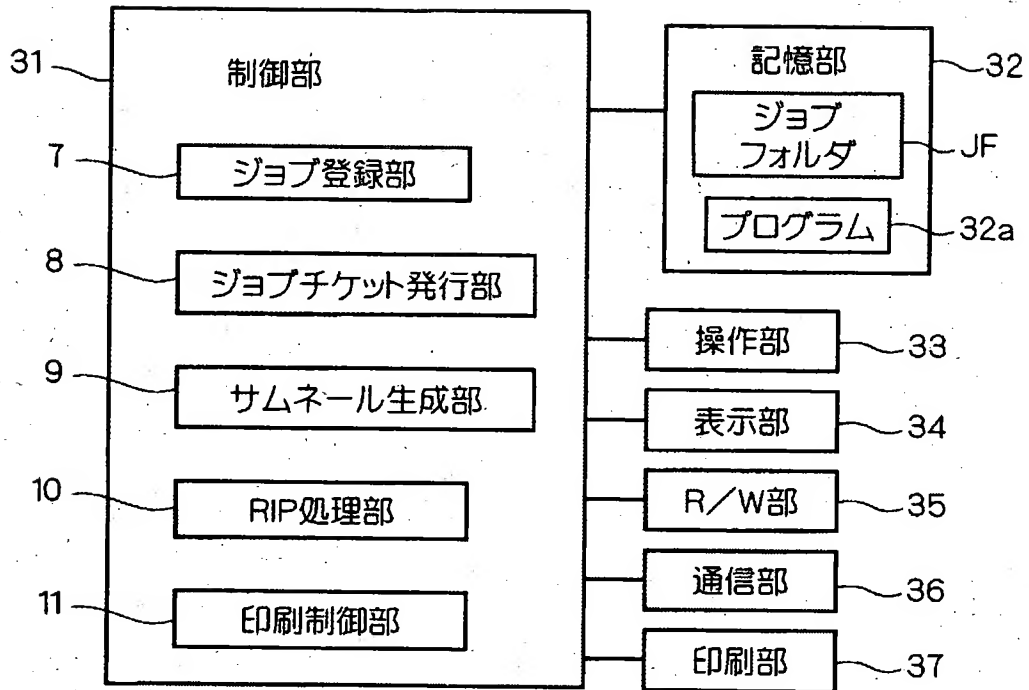 31
制御部
7
ジョブ登録部
8
ジョブチケット発行部
9
サムネール生成部
10
RIP処理部
11
印刷制御部
記憶部
32
ジョブ
フォルダ
JF
プログラム
32a
操作部
33
表示部
34
R／W部
35
通信部
36
印刷部
37